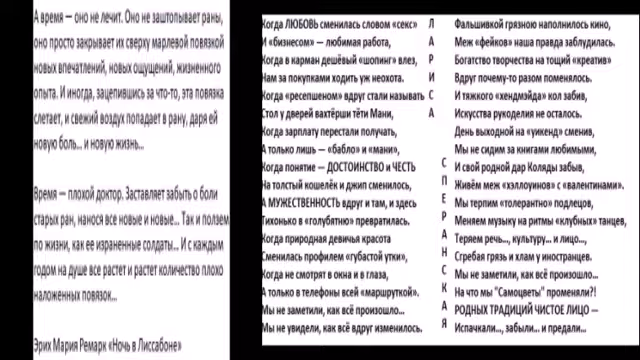 А время — оно не лечит. Оно не заштопывает раны,
оно просто закрывает их сверху марлевой повязкой
новых впечатлений, новых ощущений, жизненного
опыта. И иногда, зацепившись за что-то, эта повязка
слетает, и свежий воздух попадает в рану, даря ей
новую боль... и новую жизнь...
Время — плохой доктор. Заставляет забыть о боли
старых ран, нанося все новые и новые... Так и ползем
по жизни, как ее израненные солдаты... И с каждым
годом на душе все растет и растет количество плохо
наложенных повязок...
Эрих Мария Ремарк «Ночь в Лиссабоне»
Когда ЛЮБОВЬ сменилась словом «секс»
И «бизнесом» — любимая работа,
Когда в карман дешёвый «шопинг» влез,
Нам за покупками ходить уж неохота.
Когда «ресепшеном» вдруг стали называть
Стол у дверей вахтёрши тёти Мани,
Когда зарплату перестали получать,
А только лишь — «бабло» и «мани»,
Когда понятие — ДОСТОИНСТВО и ЧЕСТЬ
На толстый кошелёк и джип сменилось,
А МУЖЕСТВЕННОСТЬ вдруг и там, и здесь
Тихонько в «голубятню» превратилась.
Когда природная девичья красота
Сменилась профилем «губастой утки»,
Когда не смотрят в окна и в глаза,
А только в телефоны всей «маршруткой».
Мы не заметили, как всё произошло...
Мы не увидели, как всё вдруг изменилось.
ЛАРИСА
СПЕРАНСКАЯ
Фальшивкой грязною наполнилось кино,
Меж «фейков» наша правда заблудилась.
Богатство творчества на тощий «креатив»
Вдруг почему-то разом поменялось.
И тяжкого «хендмэйда» кол забив,
Искусства рукоделия не осталось.
День выходной на «уикенд» сменив,
Мы не сидим за книгами любимыми,
И свой родной дар Коляды забыв,
Живём меж «хэллоуинов» с «валентинами».
Мы терпим «толерантно» подлецов,
Меняем музыку на ритмы «клубных» танцев,
Теряем речь..., культуру... и лицо...,
Сгребая грязь и хлам у иностранцев.
Мы не заметили, как всё произошло...
На что мы "Самоцветы" променяли?!
РОДНЫХ ТРАДИЦИЙ ЧИСТОЕ ЛИЦО —
Испачкали... забыли... и предали...